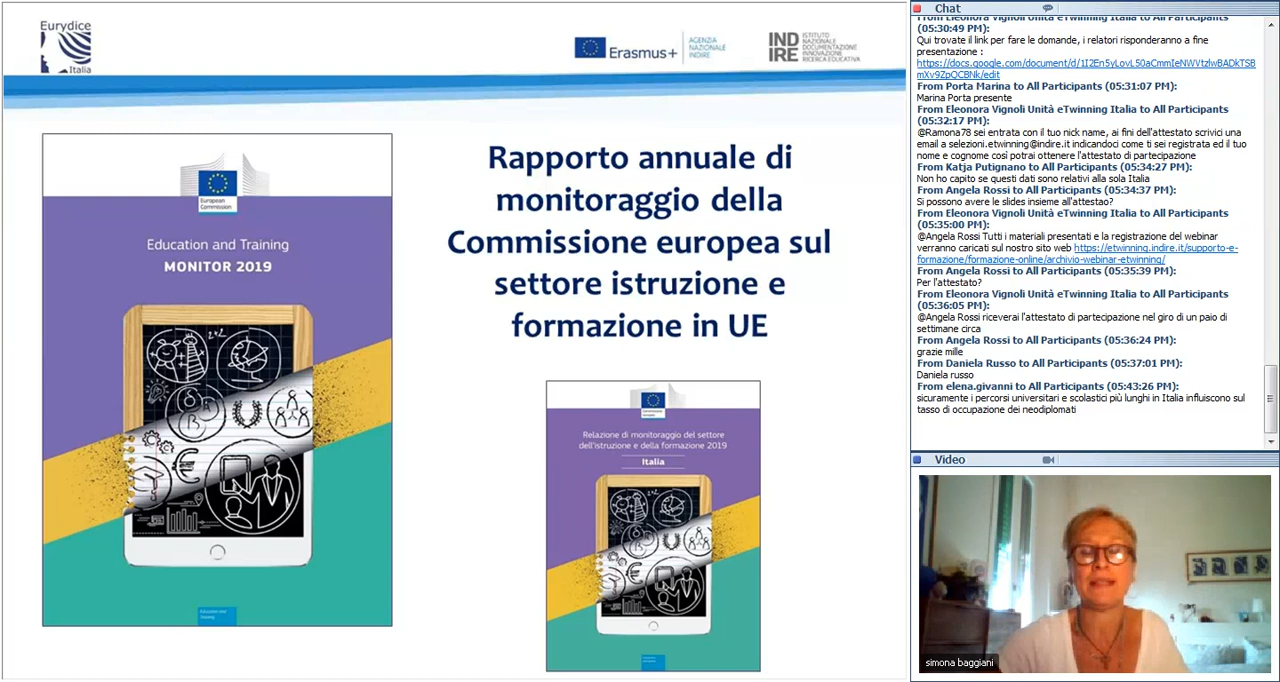 Eurydice
Italia
Erasmus+
AGENZIA
NAZIONALE
INDIRE
IND
IRE
ISTITUTO
NAZIONALE
DOCUMENTAZIONE
INNOVAZIONE
RICERCA EDUCATIVA
European
Commission
Education and Training
MONITOR 2019
Education and
Training
Rapporto annuale di
monitoraggio della
Commissione europea sul
settore istruzione e
formazione in UE
Relazione di monitoraggio del settore
dell'istruzione e della formazione 2019
Italia
Chat
From Eleonora Vignoli Unità eTwinning Italia to All Participants
(05:30:49 PM):
Qui trovate il link per fare le domande, i relatori risponderanno a fine
presentazione :
https://docs.google.com/document/d/1I2En5yLovL50aCmmIeNWVtzlwBADkTSB
mXv9ZpQCBNk/edit
From Porta Marina to All Participants (05:31:07 PM):
Marina Porta presente
From Eleonora Vignoli Unità eTwinning Italia to All Participants
(05:32:17 PM):
@Ramona78 sei entrata con il tuo nick name, ai fini dell'attestato scrivici una
email a selezioni.etwinning@indire.it indicandoci come ti sei registrata ed il tuo
nome e cognome così potrai ottenere l'attestato di partecipazione
From Katja Putignano to All Participants (05:34:27 PM):
Non ho capito se questi dati sono relativi alla sola Italia
From Angela Rossi to All Participants (05:34:37 PM):
Si possono avere le slides insieme all'attestao?
From Eleonora Vignoli Unità eTwinning Italia to All Participants
(05:35:00 PM):
@Angela Rossi Tutti i materiali presentati e la registrazione del webinar
verranno caricati sul nostro sito web https://etwinning.indire.it/supporto-e-
formazione/formazione-online/archivio-webinar-etwinning/
From Angela Rossi to All Participants (05:35:39 PM):
Per l'attestato?
From Eleonora Vignoli Unità eTwinning Italia to All Participants
(05:36:05 PM):
@Angela Rossi riceverai l'attestato di partecipazione nel giro di un paio di
settimane circa
From Angela Rossi to All Participants (05:36:24 PM):
grazie mille
From Daniela Russo to All Participants (05:37:01 PM):
Daniela russo
From elena.givanni to All Participants (05:43:26 PM):
sicuramente i percorsi universitari e scolastici più lunghi in Italia influiscono sul
tasso di occupazione dei neodiplomati
Video
simona baggiani